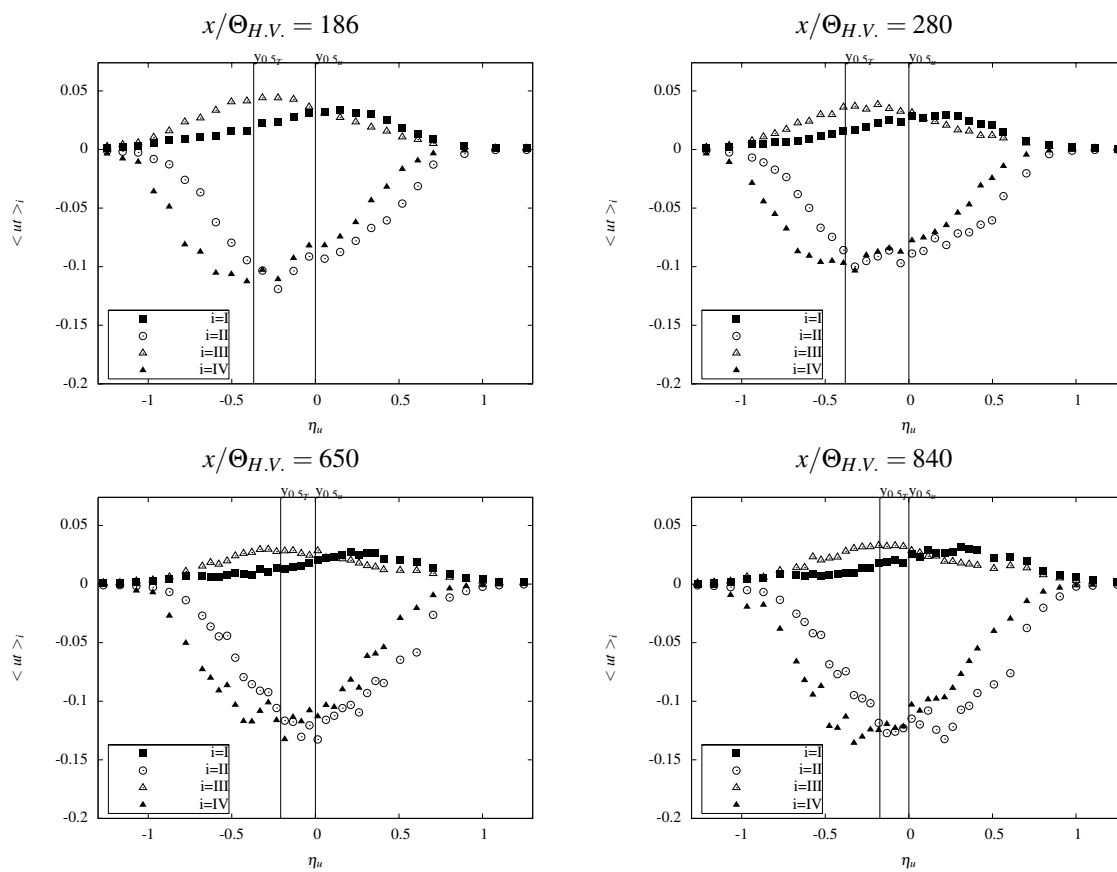 x/Θ_{H.V.} = 186
y_{0.5_T} y_{0.5_u}
0.05
0
-0.05
-0.1
-0.15
-0.2
< ut >_i
i=I
i=II
i=III
i=IV
-1 -0.5 0 0.5 1
η_u
x/Θ_{H.V.} = 280
y_{0.5_T} y_{0.5_u}
0.05
0
-0.05
-0.1
-0.15
-0.2
< ut >_i
i=I
i=II
i=III
i=IV
-1 -0.5 0 0.5 1
η_u
x/Θ_{H.V.} = 650
y_{0.5_T} y_{0.5_u}
0.05
0
-0.05
-0.1
-0.15
-0.2
< ut >_i
i=I
i=II
i=III
i=IV
-1 -0.5 0 0.5 1
η_u
x/Θ_{H.V.} = 840
y_{0.5_T} y_{0.5_u}
0.05
0
-0.05
-0.1
-0.15
-0.2
< ut >_i
i=I
i=II
i=III
i=IV
-1 -0.5 0 0.5 1
η_u